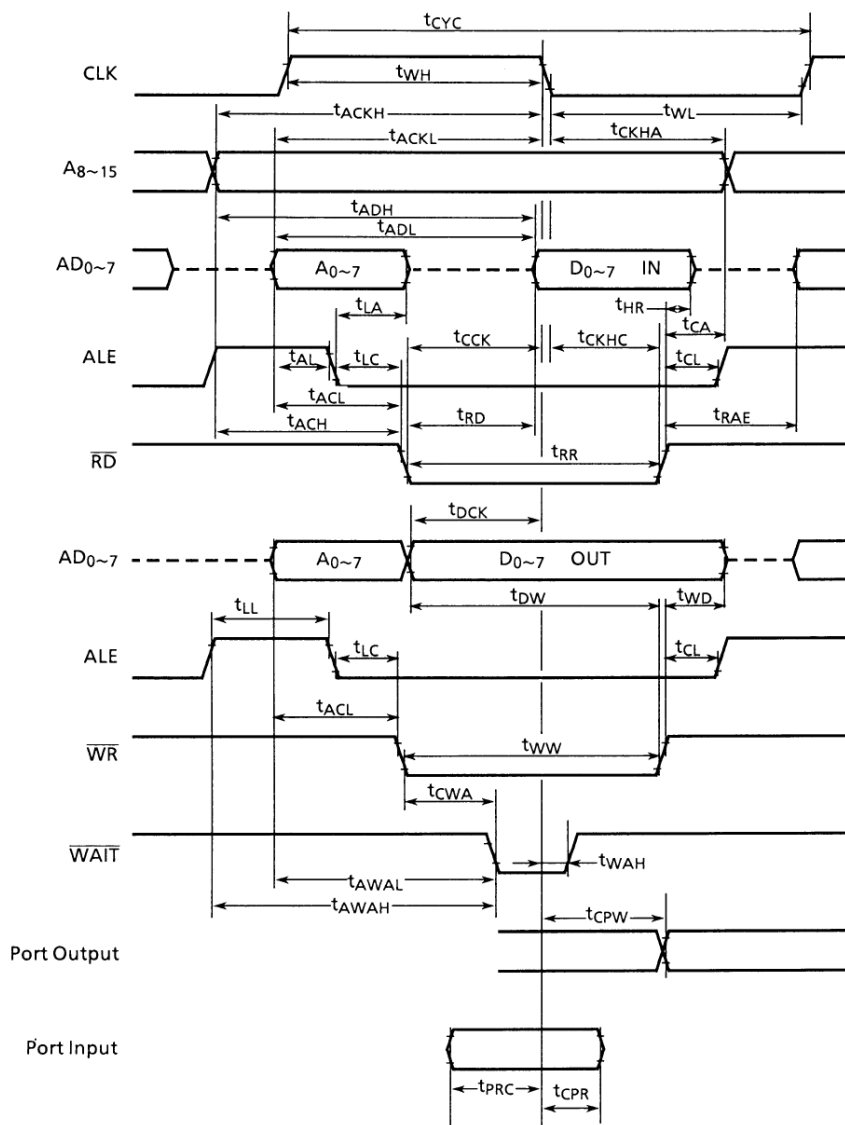 tCYC
CLK
tWH
tACKH
tWL
tACKL
tCKHA
A8~15
tADH
tADL
AD0~7
A0~7
D0~7 IN
tLA
tHR
tCA
tCCK
tCKHC
ALE
tAL
tLC
tCL
tACL
tRD
tRAE
tACH
tRR
RD
tDCK
AD0~7
A0~7
D0~7 OUT
tDW
tWD
tLL
ALE
tLC
tCL
tACL
WR
tWW
tCWA
WAIT
tWAH
tAWAL
tAWAH
tCPW
Port Output
Port Input
tPRC
tCPR